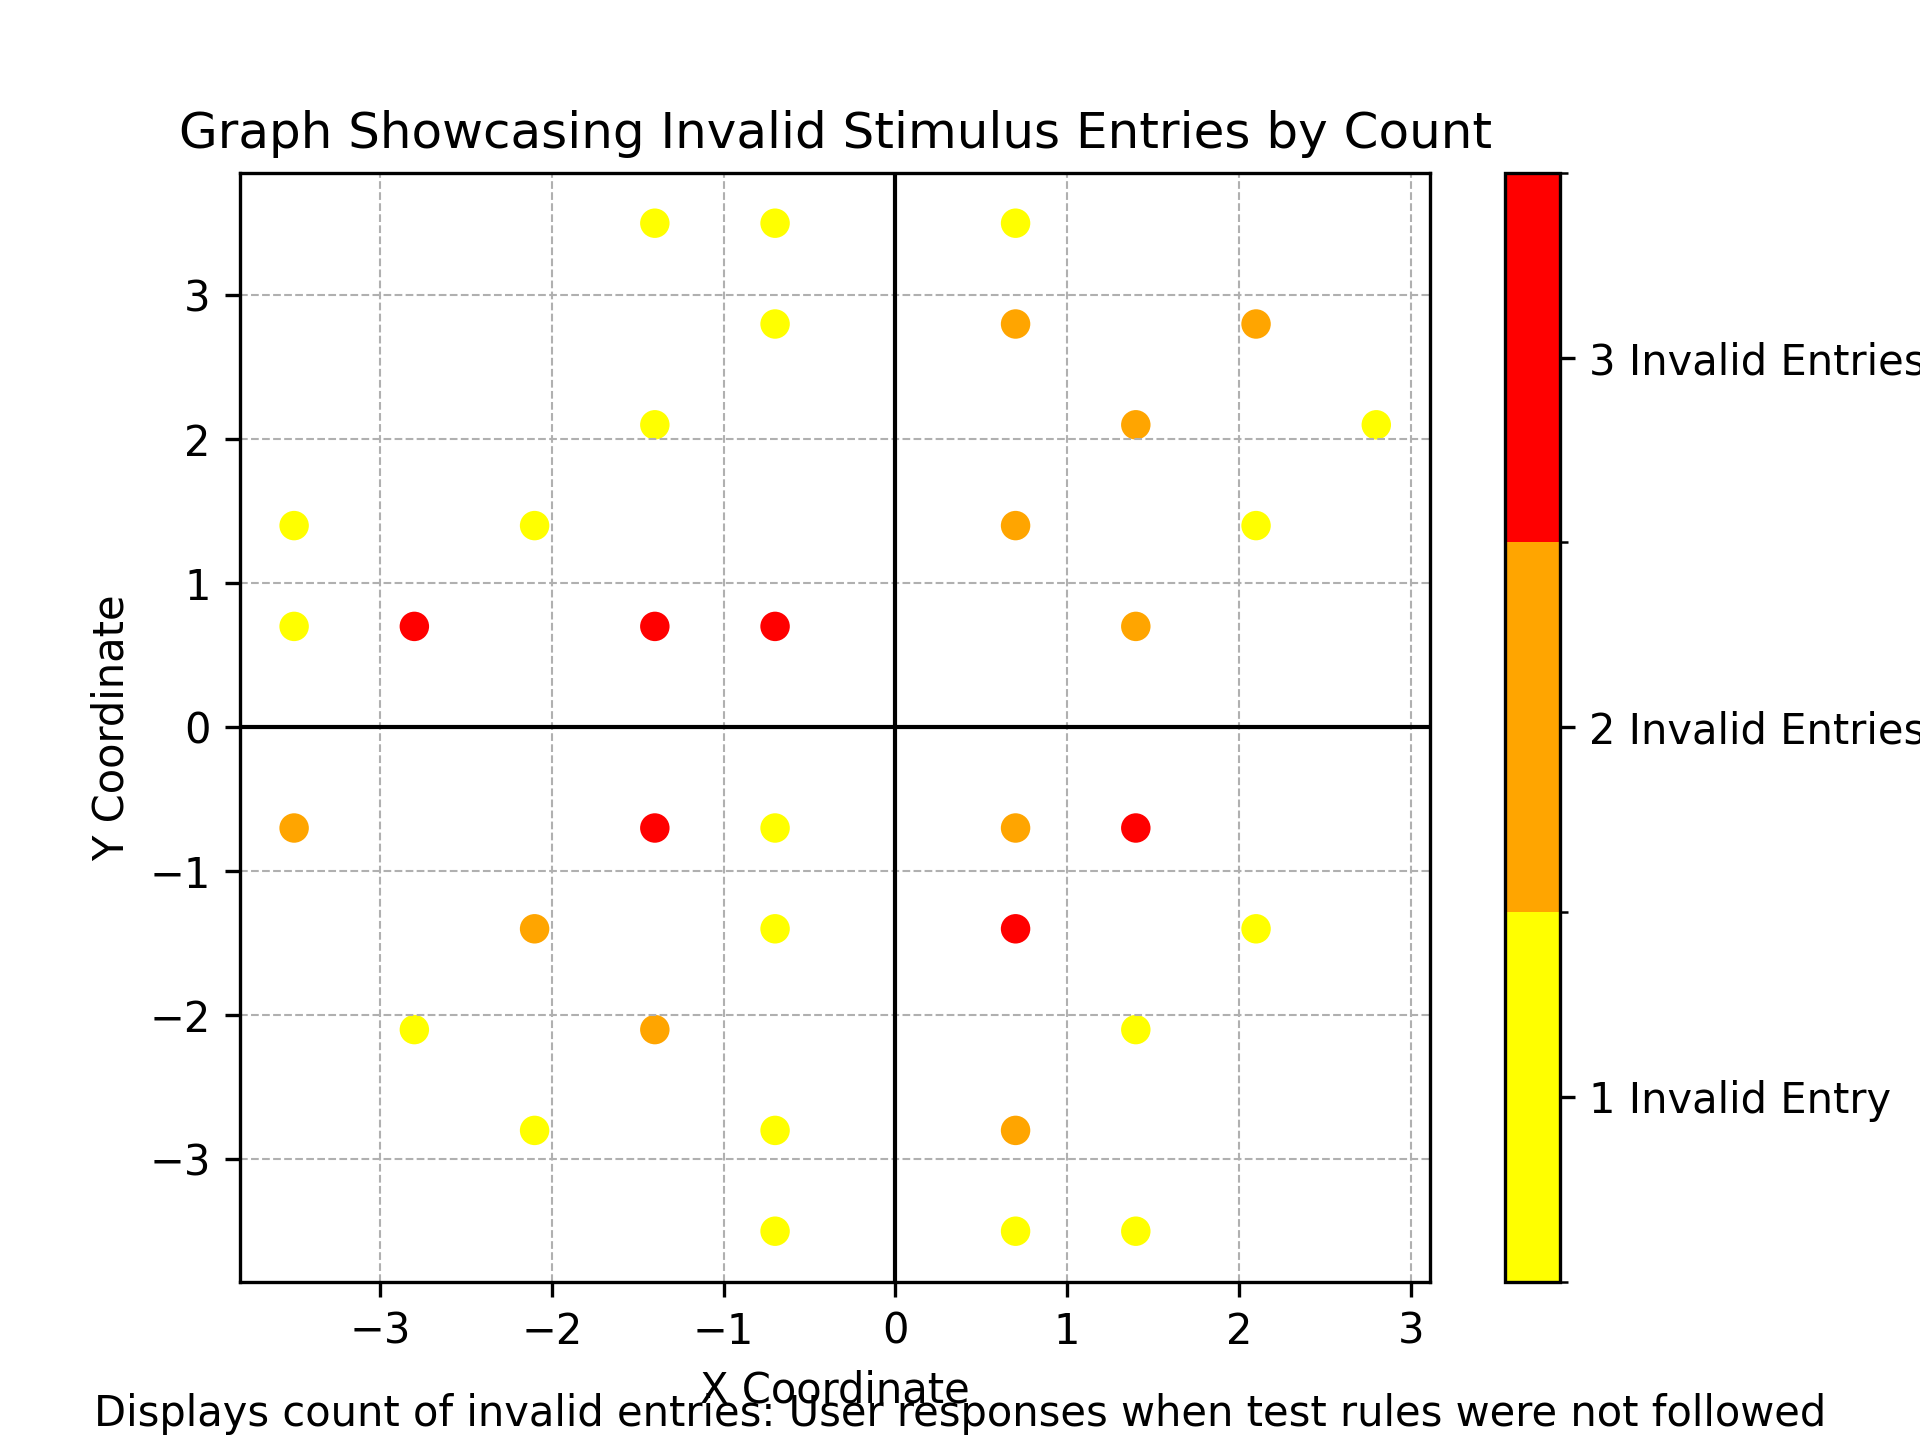 Graph Showcasing Invalid Stimulus Entries by Count
3
2
1
0
−1
−2
−3
Y Coordinate
−3 −2 −1 0 1 2 3
X Coordinate
3 Invalid Entries
2 Invalid Entries
1 Invalid Entry
Displays count of invalid entries: User responses when test rules were not followed